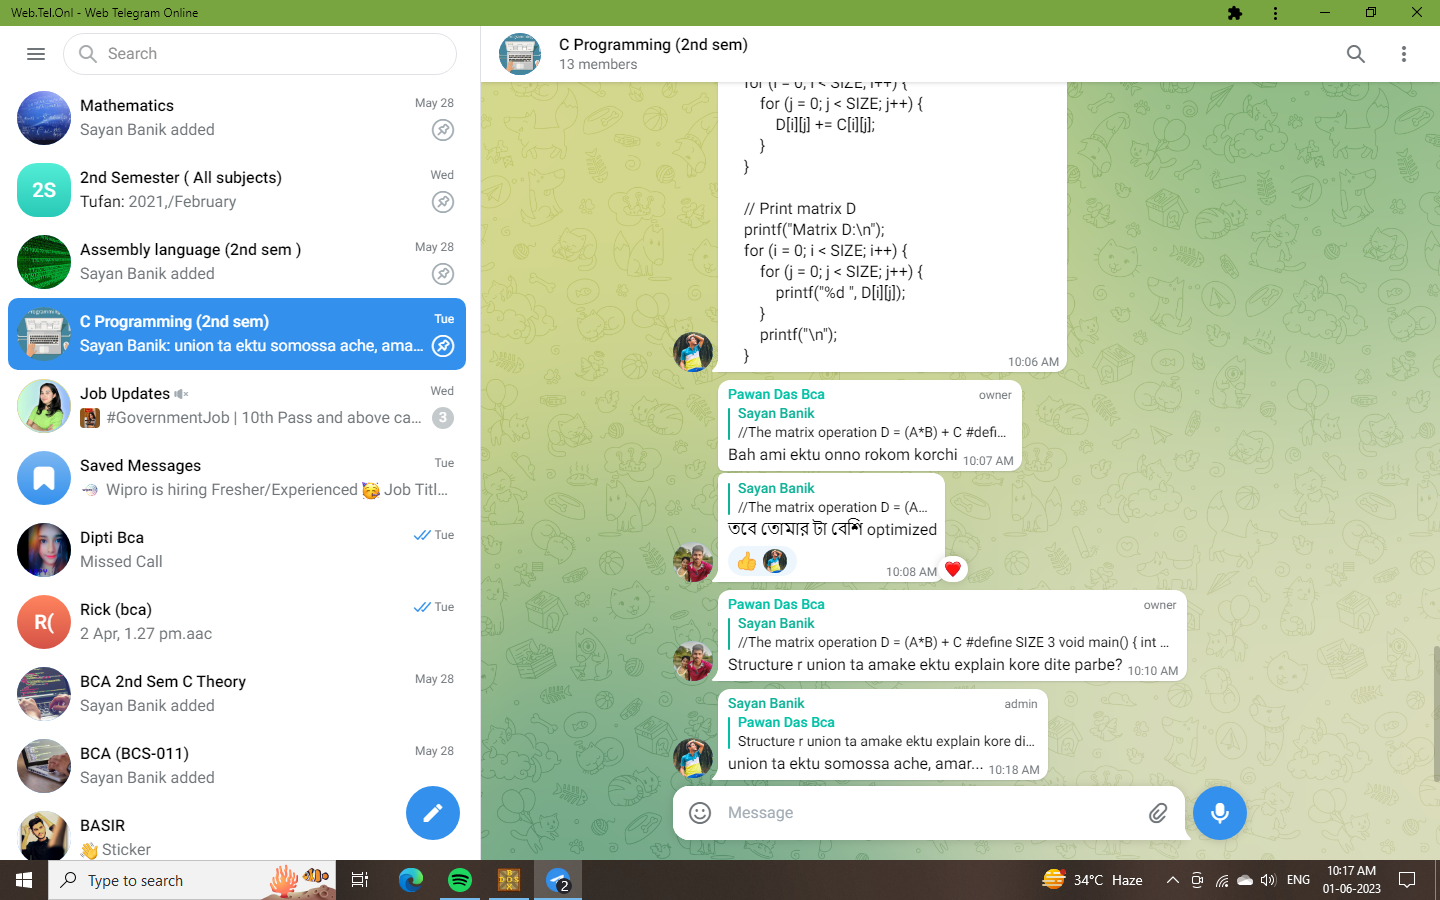 Web.Tel.Onl - Web Telegram Online
Search
Mathematics
May 28
Sayan Banik added
2S
2nd Semester ( All subjects)
Wed
Tufan: 2021,/February
Assembly language (2nd sem )
May 28
Sayan Banik added
C Programming (2nd sem)
Tue
Sayan Banik: union ta ektu somossa ache, ama...
Job Updates
Wed
#GovernmentJob | 10th Pass and above ca...
3
Saved Messages
Tue
Wipro is hiring Fresher/Experienced 🥳 Job Titl...
Dipti Bca
Tue
Missed Call
R(
Rick (bca)
Tue
2 Apr, 1.27 pm.aac
BCA 2nd Sem C Theory
May 28
Sayan Banik added
BCA (BCS-011)
May 28
Sayan Banik added
BASIR
👋 Sticker
C Programming (2nd sem)
13 members
for (i = 0; i < SIZE; i++) {
for (j = 0; j < SIZE; j++) {
D[i][j] += C[i][j];
}
}
// Print matrix D
printf("Matrix D:\n");
for (i = 0; i < SIZE; i++) {
for (j = 0; j < SIZE; j++) {
printf("%d ", D[i][j]);
}
printf("\n");
}
10:06 AM
Pawan Das Bca
owner
Sayan Banik
//The matrix operation D = (A*B) + C #defi...
Bah ami ektu onno rokom korchi
10:07 AM
Sayan Banik
//The matrix operation D = (A...
তবে তোমার টা বেশি optimized
10:08 AM
Pawan Das Bca
owner
Sayan Banik
//The matrix operation D = (A*B) + C #define SIZE 3 void main() { int ...
Structure r union ta amake ektu explain kore dite parbe?
10:10 AM
Sayan Banik
admin
Pawan Das Bca
Structure r union ta amake ektu explain kore di...
union ta ektu somossa ache, amar...
10:18 AM
Message
Type to search
DOS
2
34°C Haze
ENG
10:17 AM
01-06-2023